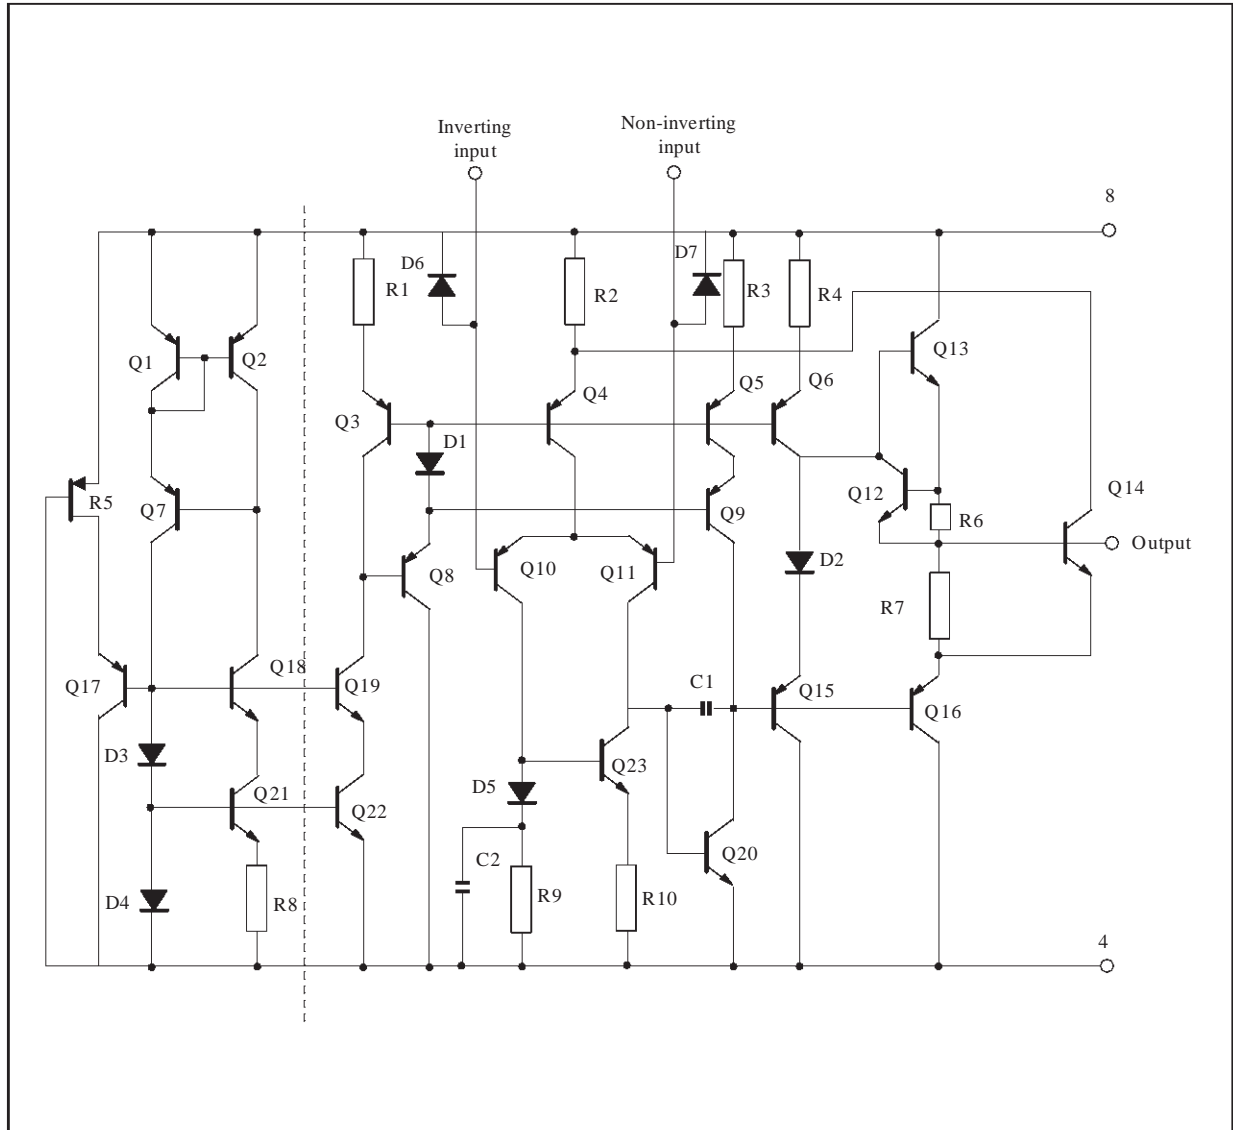 Inverting
input
Non-inverting
input
8
D6
D7
R1
R2
R3
R4
Q1
Q2
Q13
Q3
Q4
Q5
Q6
D1
R5
Q7
Q12
Q14
Q9
R6
Output
Q8
Q10
Q11
D2
R7
Q17
Q18
Q19
C1
Q15
Q16
D3
Q23
D5
Q21
Q22
C2
Q20
D4
R8
R9
R10
4